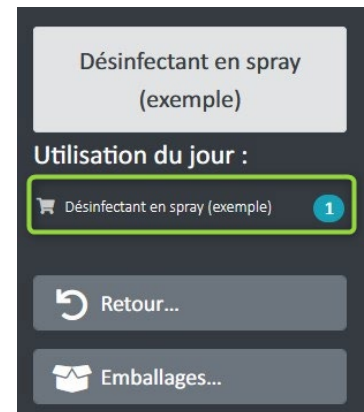 Désinfectant en spray
(exemple)
Utilisation du jour :
Désinfectant en spray (exemple) 1
Retour...
Emballages...